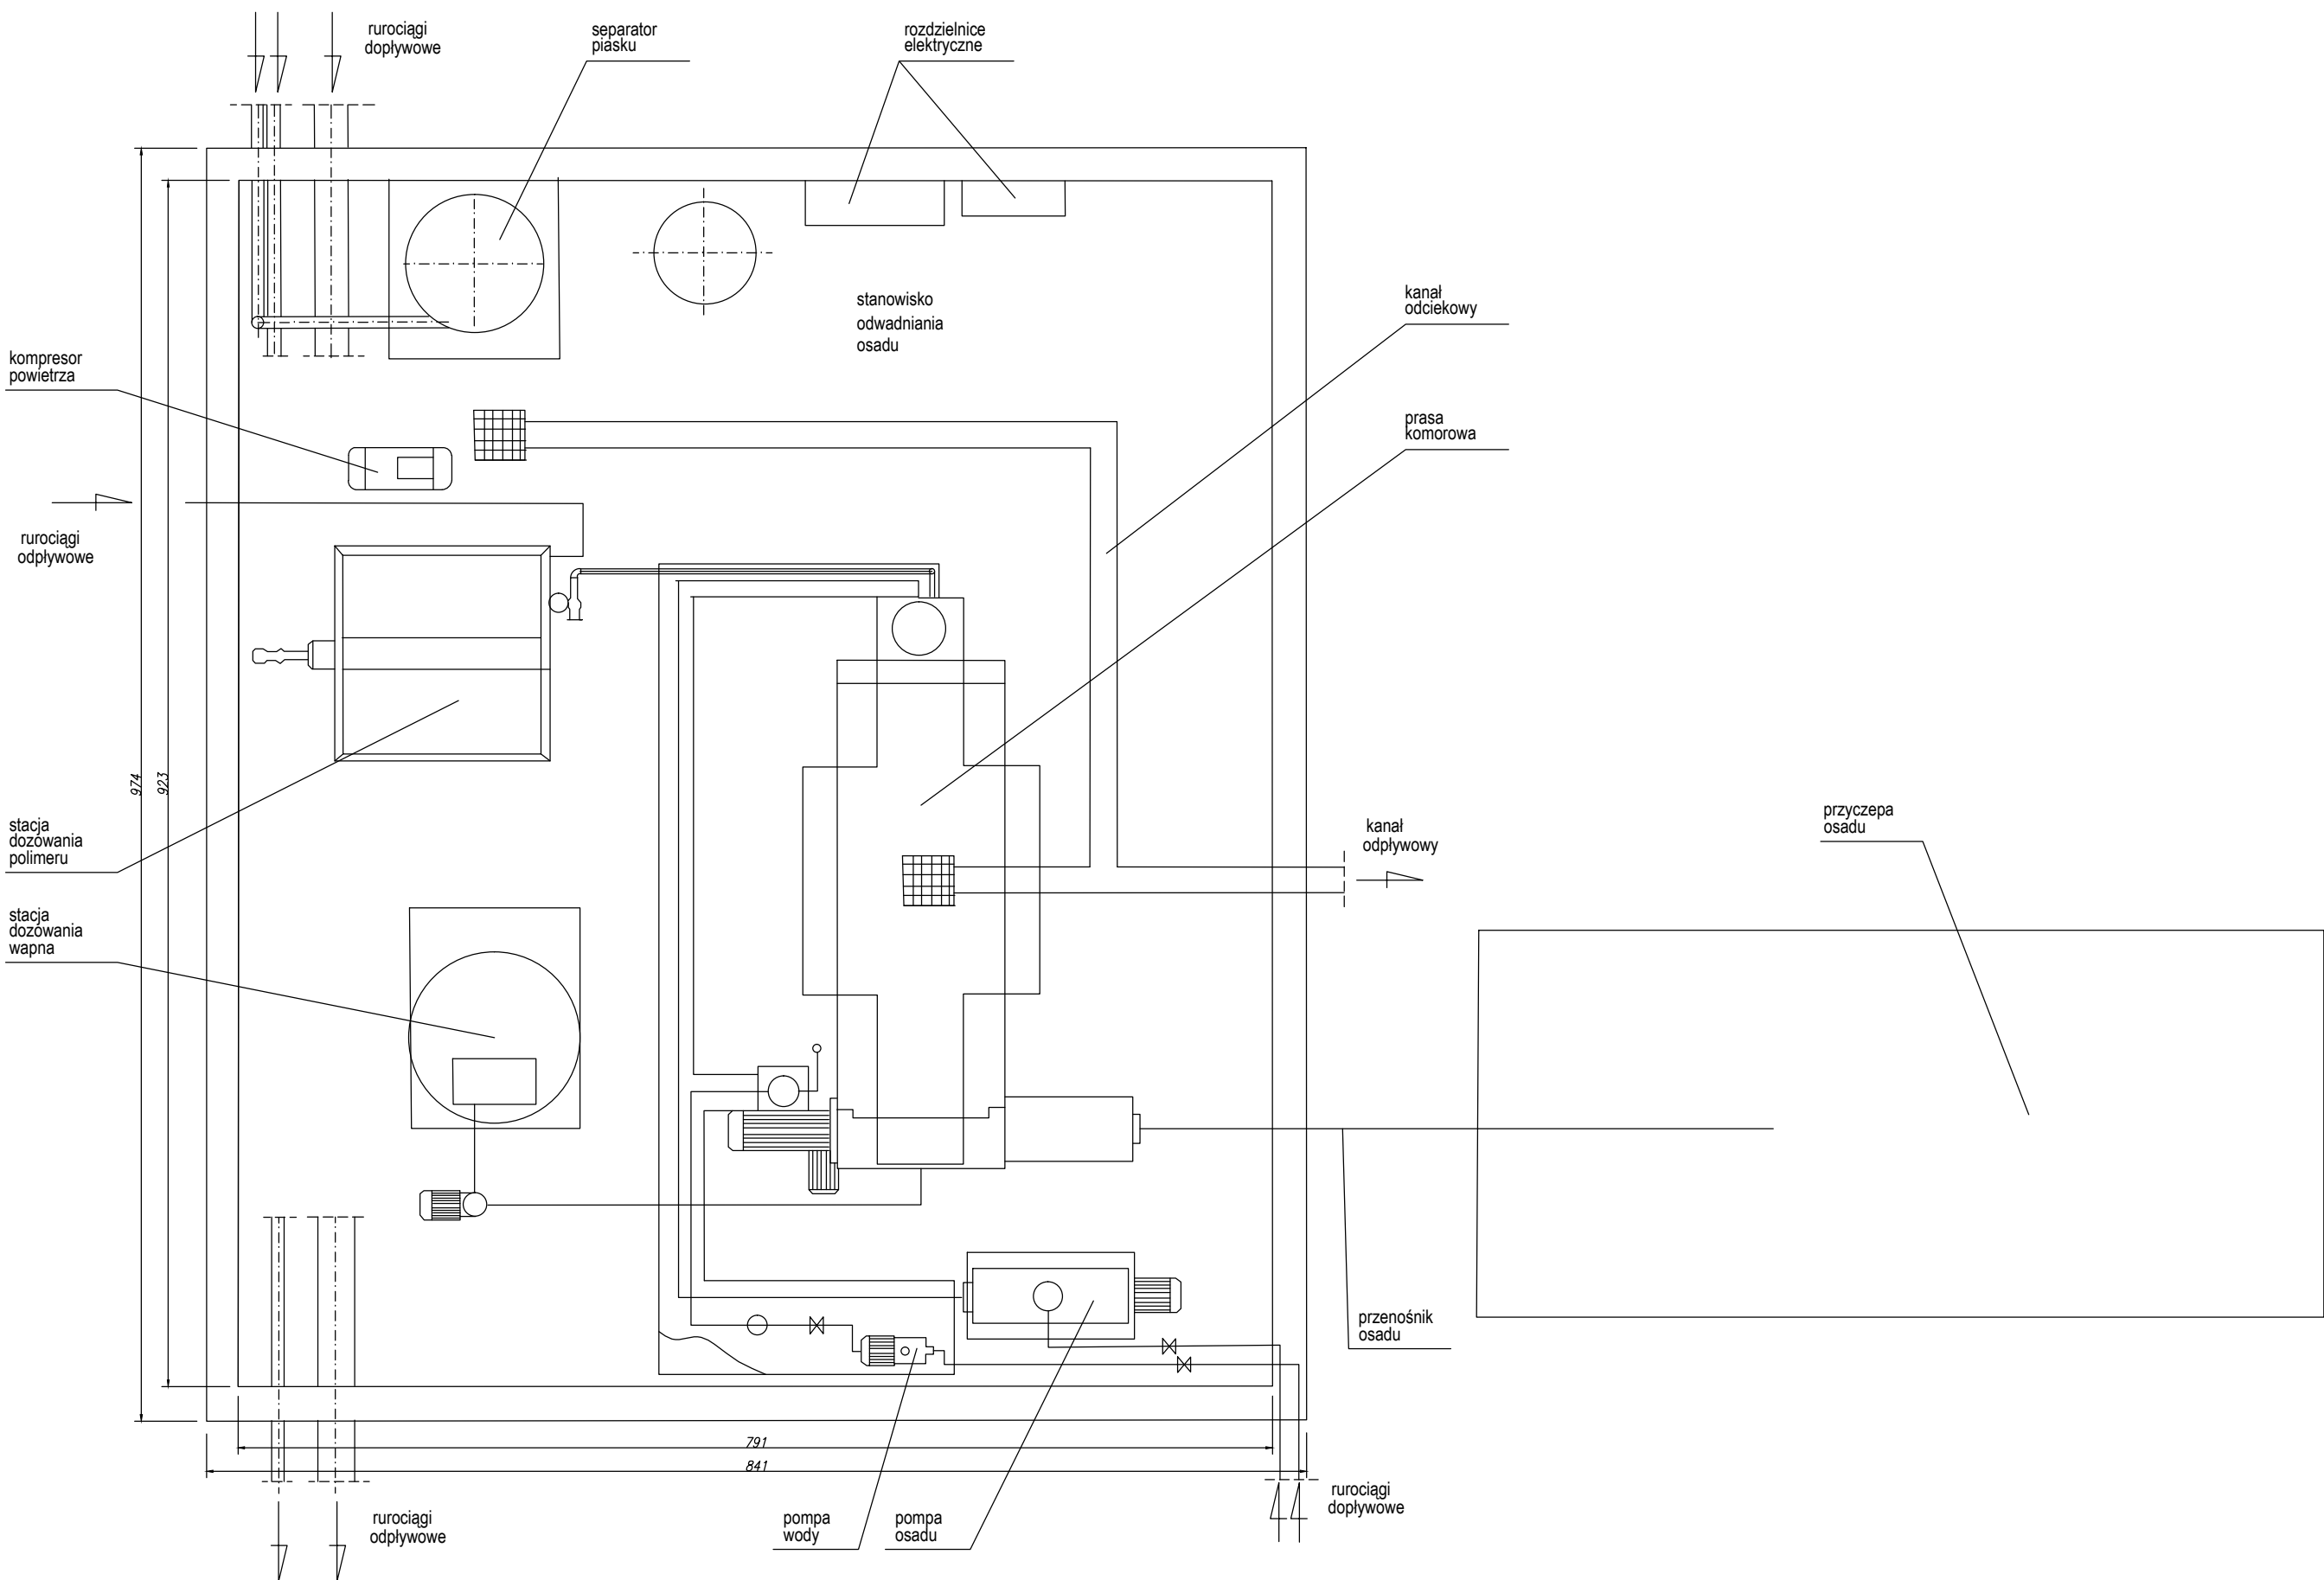 rurociągi
dopływowe
separator
piasku
rozdzielnice
elektryczne
stanowisko
odwadniania
osadu
kanał
odciekowy
kompresor
powietrza
prasa
komorowa
rurociągi
odpływowe
974
923
stacja
dozowania
polimeru
kanał
odpływowy
przyczepa
osadu
stacja
dozowania
wapna
przenośnik
osadu
791
841
rurociągi
dopływowe
rurociągi
odpływowe
pompa
wody
pompa
osadu